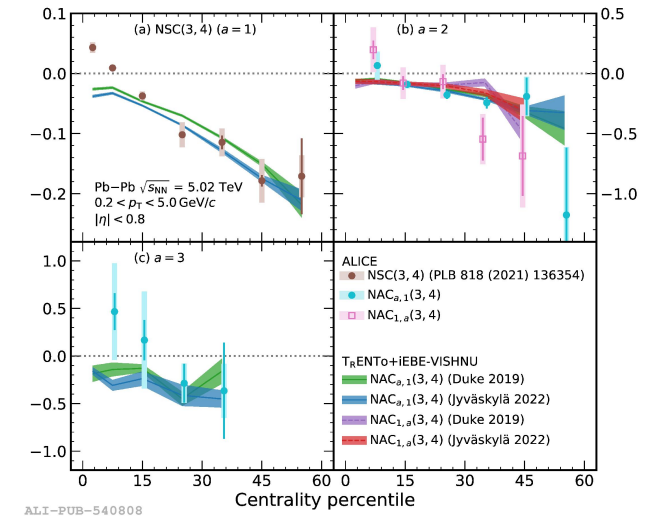 0.1
0.0
−0.1
−0.2
(a) NSC(3, 4) (a = 1)
Pb−Pb √sNN = 5.02 TeV
0.2 < pT < 5.0 GeV/c
|η| < 0.8
(b) a = 2
0.5
0.0
−0.5
−1.0
1.0
0.5
0.0
−0.5
−1.0
(c) a = 3
ALICE
NSC(3, 4) (PLB 818 (2021) 136354)
NACa,1(3, 4)
NAC1,a(3, 4)
TRENTo+iEBE-VISHNU
NACa,1(3, 4) (Duke 2019)
NACa,1(3, 4) (Jyväskylä 2022)
NAC1,a(3, 4) (Duke 2019)
NAC1,a(3, 4) (Jyväskylä 2022)
0 15 30 45 60 0 15 30 45 60
Centrality percentile
ALI-PUB-540808